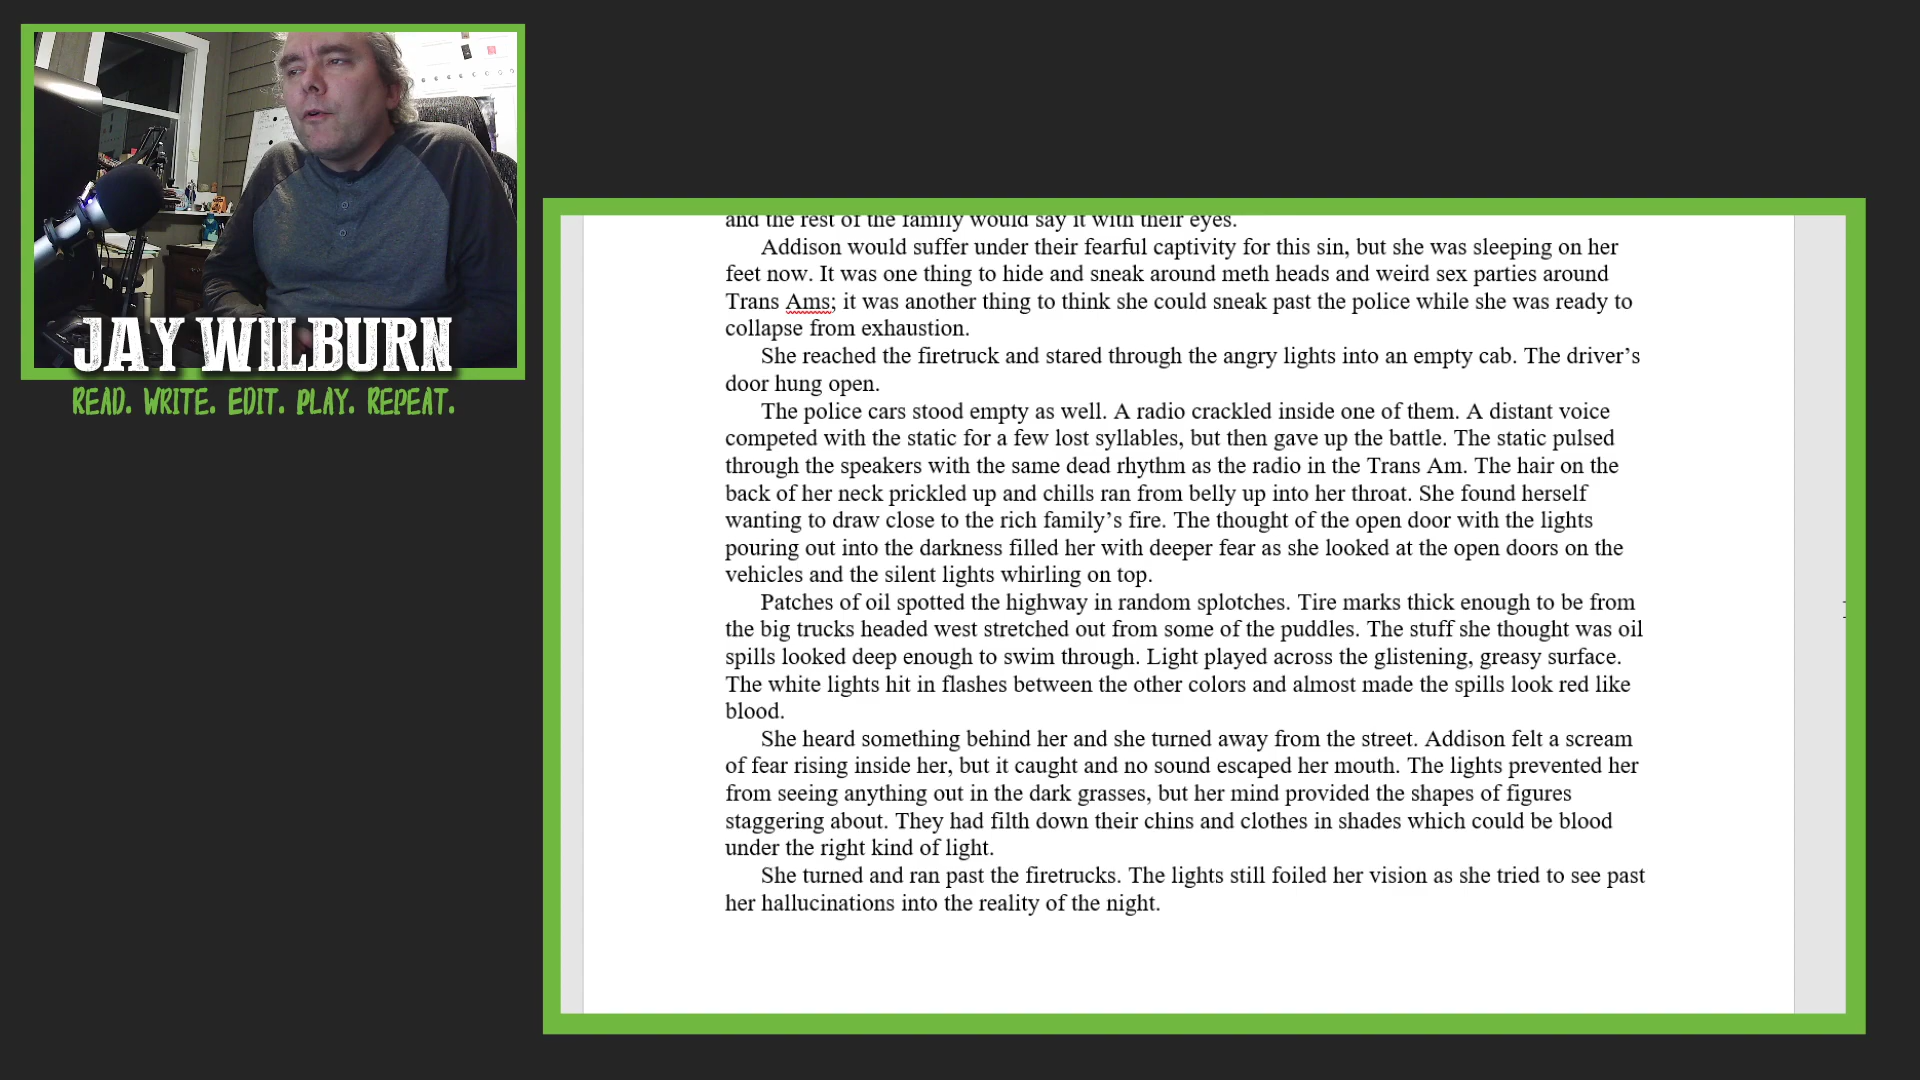 JAY WILBURN
READ. WRITE. EDIT. PLAY. REPEAT.
and the rest of the family would say it with their eyes.
Addison would suffer under their fearful captivity for this sin, but she was sleeping on her
feet now. It was one thing to hide and sneak around meth heads and weird sex parties around
Trans Ams; it was another thing to think she could sneak past the police while she was ready to
collapse from exhaustion.
She reached the firetruck and stared through the angry lights into an empty cab. The driver’s
door hung open.
The police cars stood empty as well. A radio crackled inside one of them. A distant voice
competed with the static for a few lost syllables, but then gave up the battle. The static pulsed
through the speakers with the same dead rhythm as the radio in the Trans Am. The hair on the
back of her neck prickled up and chills ran from belly up into her throat. She found herself
wanting to draw close to the rich family’s fire. The thought of the open door with the lights
pouring out into the darkness filled her with deeper fear as she looked at the open doors on the
vehicles and the silent lights whirling on top.
Patches of oil spotted the highway in random splotches. Tire marks thick enough to be from
the big trucks headed west stretched out from some of the puddles. The stuff she thought was oil
spills looked deep enough to swim through. Light played across the glistening, greasy surface.
The white lights hit in flashes between the other colors and almost made the spills look red like
blood.
She heard something behind her and she turned away from the street. Addison felt a scream
of fear rising inside her, but it caught and no sound escaped her mouth. The lights prevented her
from seeing anything out in the dark grasses, but her mind provided the shapes of figures
staggering about. They had filth down their chins and clothes in shades which could be blood
under the right kind of light.
She turned and ran past the firetrucks. The lights still foiled her vision as she tried to see past
her hallucinations into the reality of the night.